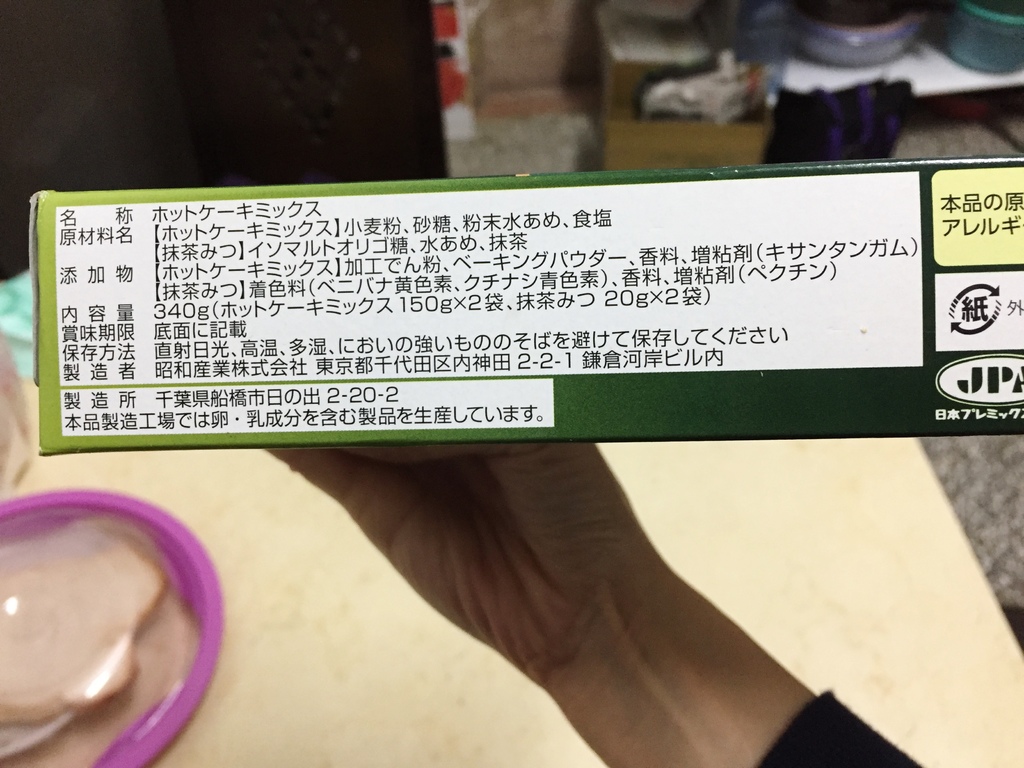 名称 ホットケーキミックス
原材料名 【ホットケーキミックス】小麦粉、砂糖、粉末水あめ、食塩
【抹茶みつ】イソマルトオリゴ糖、水あめ、抹茶
添加物 【ホットケーキミックス】加工でん粉、ベーキングパウダー、香料、増粘剤(キサンタンガム)
【抹茶みつ】着色料(ベニバナ黄色素、クチナシ青色素)、香料、増粘剤(ペクチン)
内容量 340g(ホットケーキミックス 150g×2袋、抹茶みつ 20g×2袋)
賞味期限 底面に記載
保存方法 直射日光、高温、多湿、においの強いもののそばを避けて保存してください
製造者 昭和産業株式会社 東京都千代田区内神田 2-2-1 鎌倉河岸ビル内
製造所 千葉県船橋市日の出 2-20-2
本品製造工場では卵・乳成分を含む製品を生産しています。
本品の原
アレルギ
紙 外
JPA
日本プレミックス